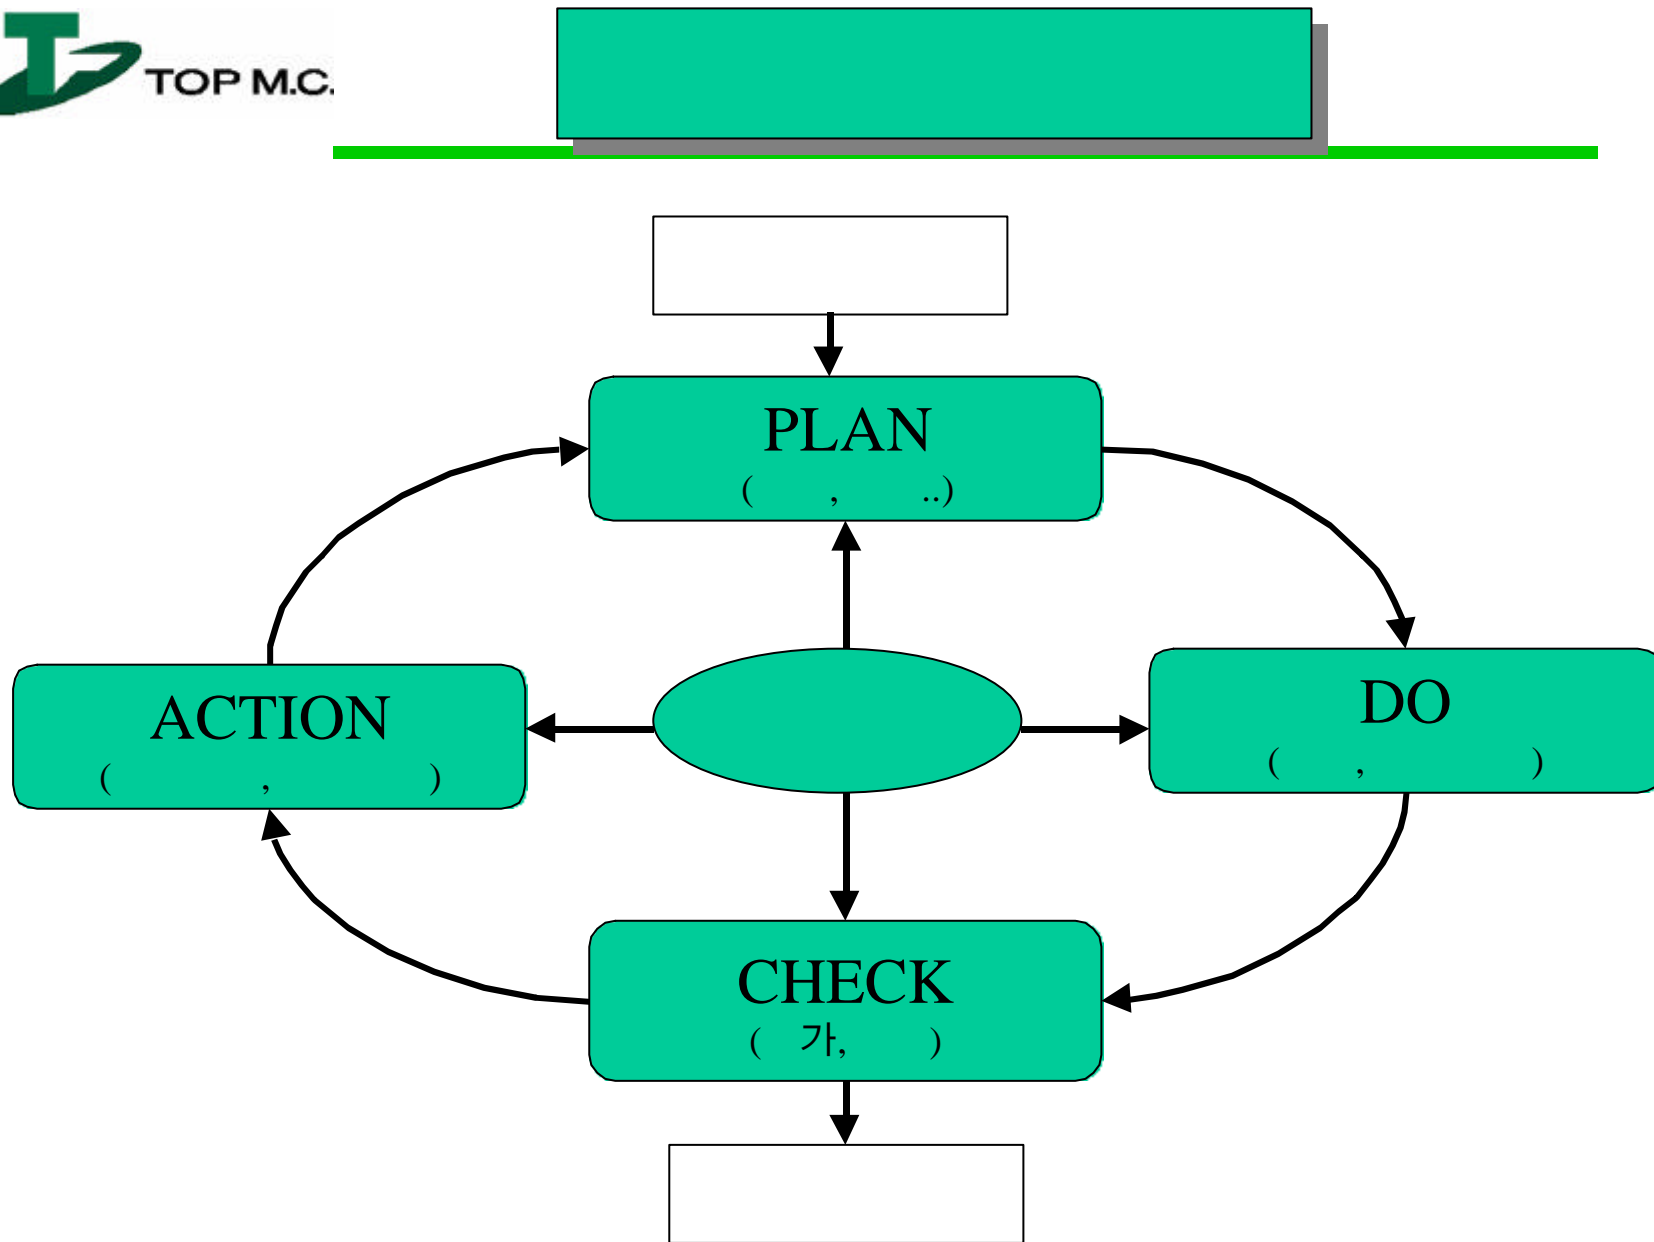 TOP M.C.
PLAN
( , ..)
ACTION
( , )
DO
( , )
CHECK
( 가, )